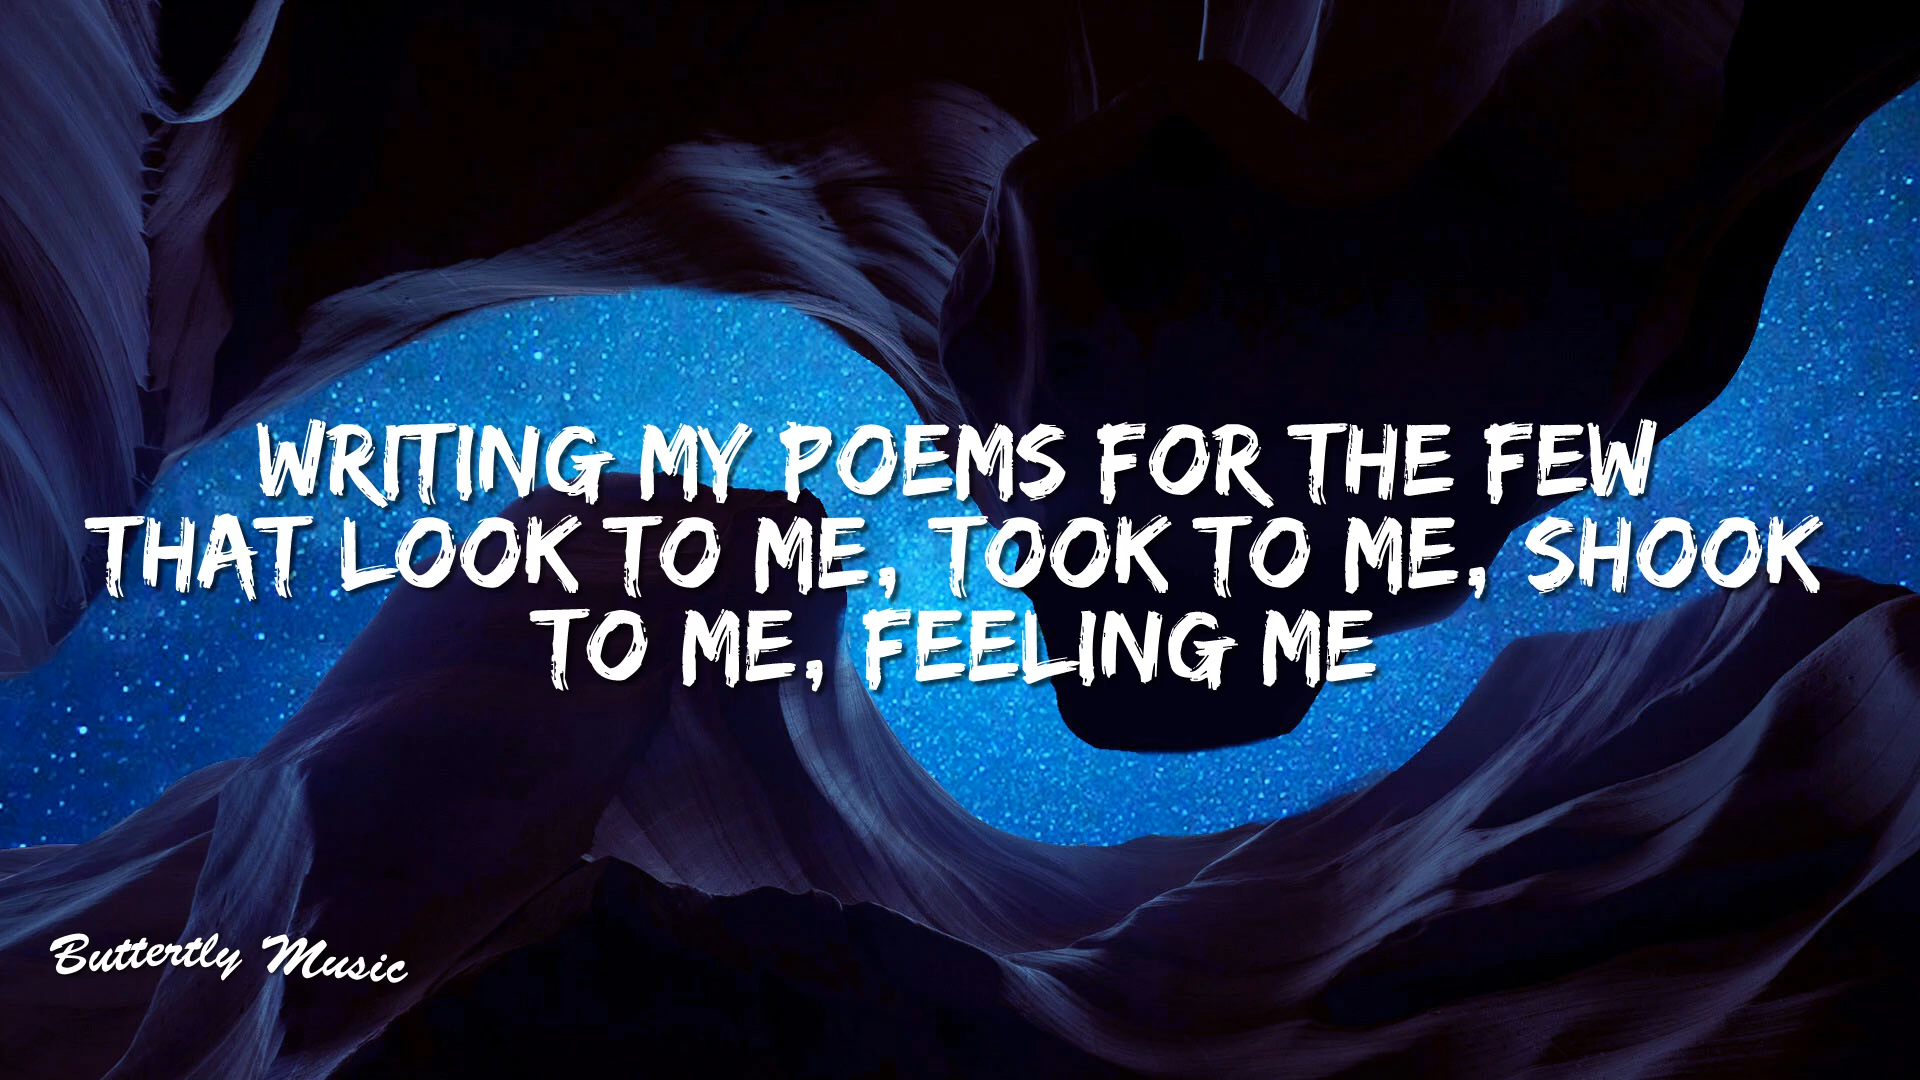 WRITING MY POEMS FOR THE FEW
THAT LOOK TO ME, TOOK TO ME, SHOOK
TO ME, FEELING ME
Buttertly Music